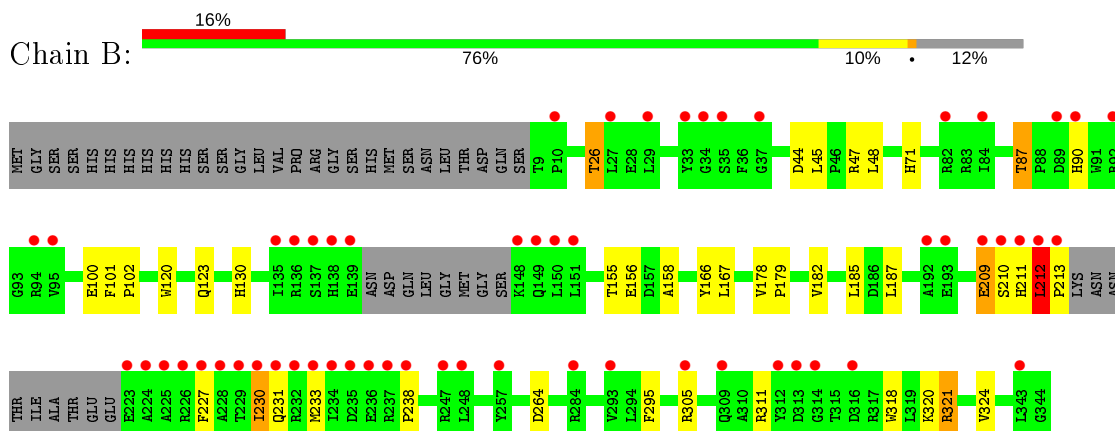 16%
Chain B:
76% 10% • 12%
MET GLY SER SER HIS HIS HIS HIS HIS HIS SER SER GLY LEU VAL PRO ARG GLY SER HIS MET SER ASN LEU THR ASP GLN SER T9 P10 T26 L27 E28 L29 Y33 G34 S35 F36 G37 D44 L45 P46 R47 L48 H71 R82 R83 I84 T87 P88 D89 H90 W91 R92
G93 R94 V95 E100 F101 P102 W120 Q123 H130 I135 R136 S137 H138 E139 ASN ASP GLN LEU GLY MET GLY SER K148 Q149 L150 L151 T155 E156 D157 A158 Y166 L167 V178 P179 V182 L185 D186 L187 A192 E193 E209 S210 H211 L212 P213 LYS ASN ASN
THR ILE ALA THR GLU GLU E223 A224 A225 R226 F227 A228 T229 I230 Q231 R232 M233 I234 D235 E236 R237 P238 R247 L248 Y257 D264 R284 V293 L294 F295 R305 Q309 A310 R311 Y312 D313 G314 T315 D316 R317 W318 L319 K320 R321 V324 L343 G344